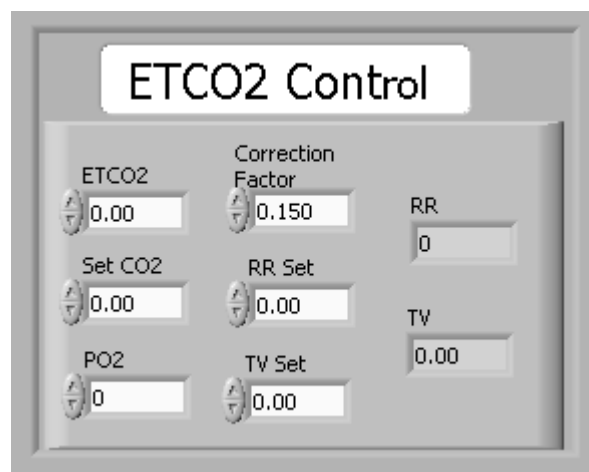 ETCO2 Control
ETCO2
0.00
Correction
Factor
0.150
RR
0
Set CO2
0.00
RR Set
0.00
TV
0.00
PO2
0
TV Set
0.00